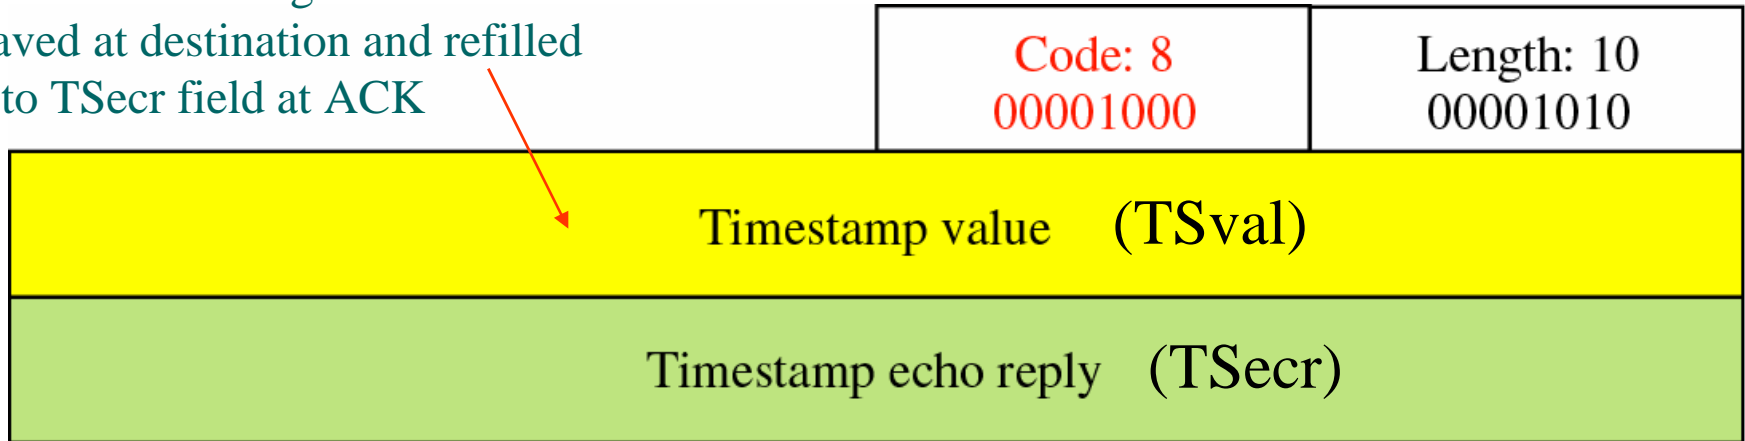 aved at destination and refilled
to TSecr field at ACK
Code: 8
00001000
Length: 10
00001010
Timestamp value (TSval)
Timestamp echo reply (TSecr)